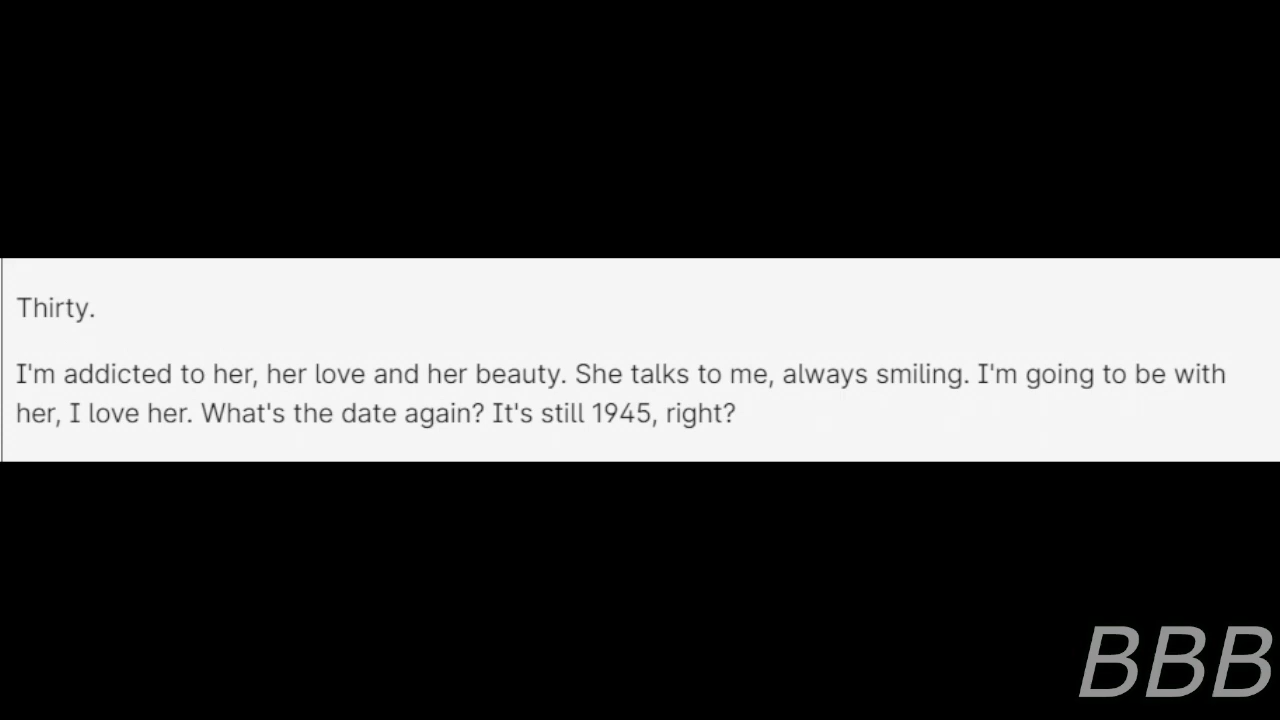 Thirty.
I'm addicted to her, her love and her beauty. She talks to me, always smiling. I'm going to be with
her, I love her. What's the date again? It's still 1945, right?
BBB